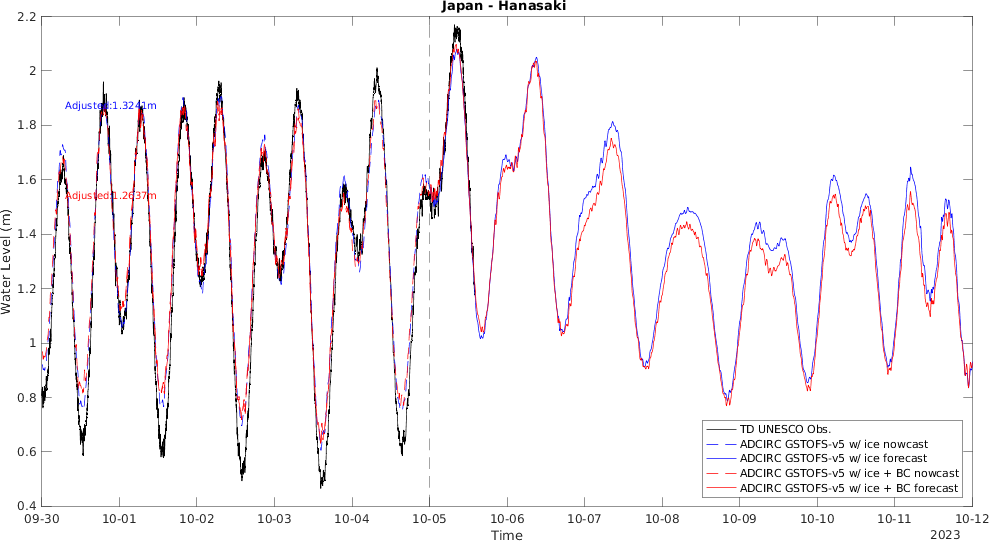 Japan - Hanasaki
2.2
2
1.8
1.6
1.4
1.2
1
0.8
0.6
0.4
Water Level (m)
Adjusted:1.3241m
Adjusted:1.2637m
TD UNESCO Obs.
ADCIRC GSTOFS-v5 w/ ice nowcast
ADCIRC GSTOFS-v5 w/ ice forecast
ADCIRC GSTOFS-v5 w/ ice + BC nowcast
ADCIRC GSTOFS-v5 w/ ice + BC forecast
09-30 10-01 10-02 10-03 10-04 10-05 10-06 10-07 10-08 10-09 10-10 10-11 10-12
Time
2023